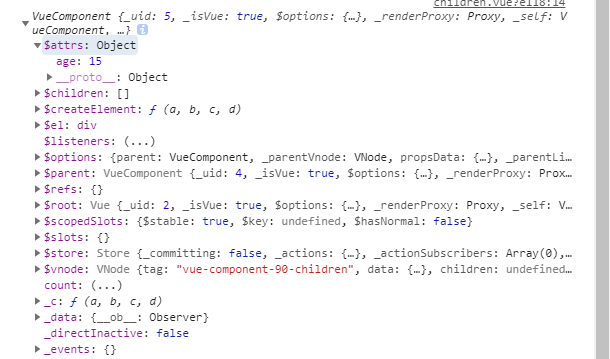 children.vue?e118:14
VueComponent {_uid: 5, _isVue: true, $options: {…}, _renderProxy: Proxy, _self: V
ueComponent, …} i
$attrs: Object
age: 15
__proto__: Object
$children: []
$createElement: ƒ (a, b, c, d)
$el: div
$listeners: (...)
$options: {parent: VueComponent, _parentVnode: VNode, propsData: {…}, _parentLi…
$parent: VueComponent {_uid: 4, _isVue: true, $options: {…}, _renderProxy: Prox…
$refs: {}
$root: Vue {_uid: 2, _isVue: true, $options: {…}, _renderProxy: Proxy, _self: V…
$scopedSlots: {$stable: true, $key: undefined, $hasNormal: false}
$slots: {}
$store: Store {_committing: false, _actions: {…}, _actionSubscribers: Array(0),…
$vnode: VNode {tag: "vue-component-90-children", data: {…}, children: undefined…
count: (...)
_c: ƒ (a, b, c, d)
_data: {__ob__: Observer}
_directInactive: false
_events: {}